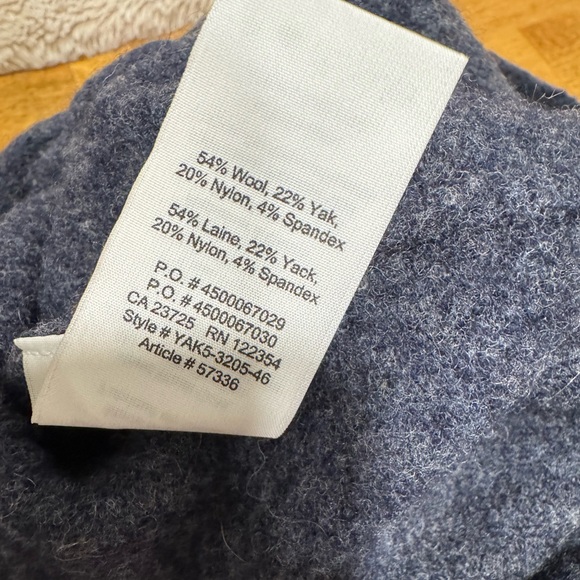 54% Wool, 22% Yak,
20% Nylon, 4% Spandex
54% Laine, 22% Yack,
20% Nylon, 4% Spandex
P.O. # 4500067029
P.O. # 4500067030
CA 23725 RN 122354
Style # YAK5-3205-46
Article # 57336